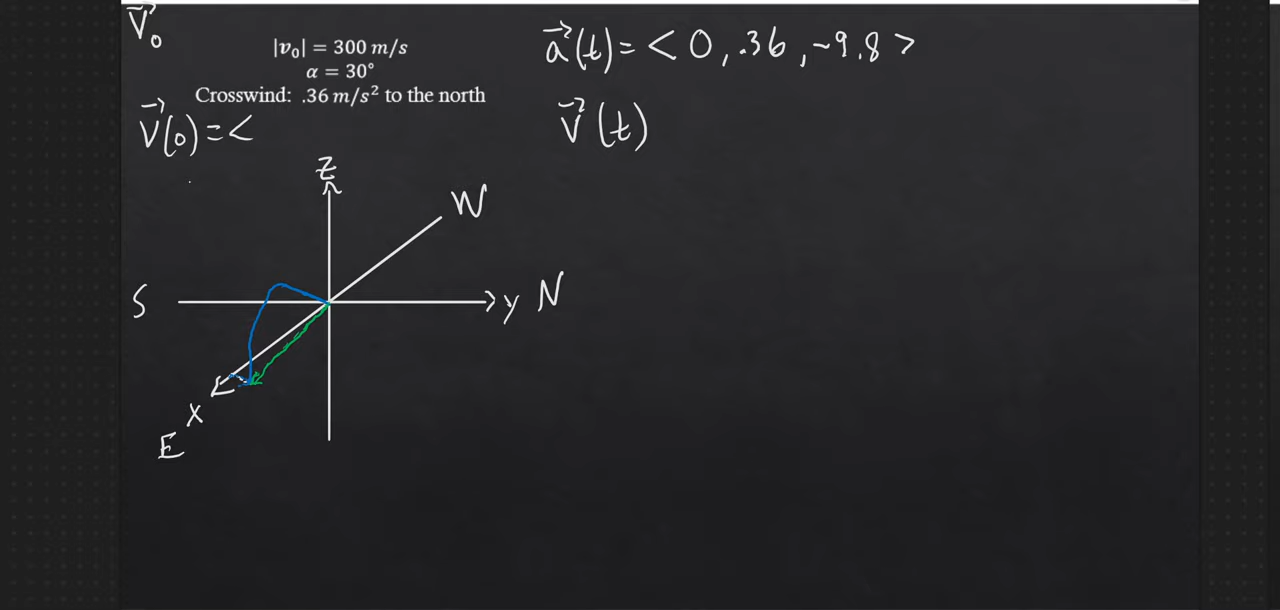 V⃗₀
|v₀| = 300 m/s
α = 30°
Crosswind: .36 m/s² to the north
V⃗(0) = <
a⃗(t) = < 0, .36, -9.8 >
V⃗(t)
Z
W
S
y N
X
E